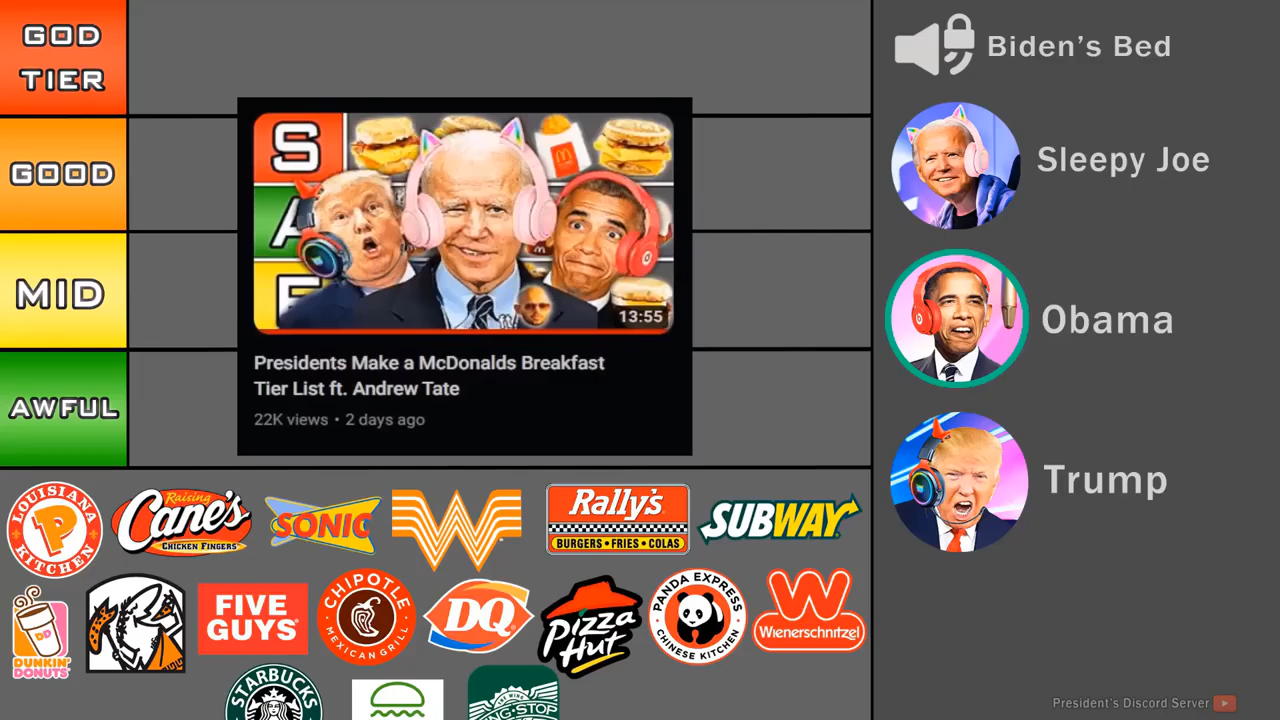 GOD
TIER
GOOD
MID
AWFUL
S
A
13:55
Presidents Make a McDonalds Breakfast
Tier List ft. Andrew Tate
22K views • 2 days ago
Biden's Bed
Sleepy Joe
Obama
Trump
LOUISIANA
P
KITCHEN
Raising
Cane's
CHICKEN FINGERS
SONIC
W
Rally's
BURGERS • FRIES • COLAS
SUBWAY
DD
DUNKIN'
DONUTS
FIVE
GUYS
CHIPOTLE
MEXICAN GRILL
DQ
Pizza
Hut
PANDA EXPRESS
CHINESE KITCHEN
W
Wienerschnitzel
STARBUCKS
President's Discord Server